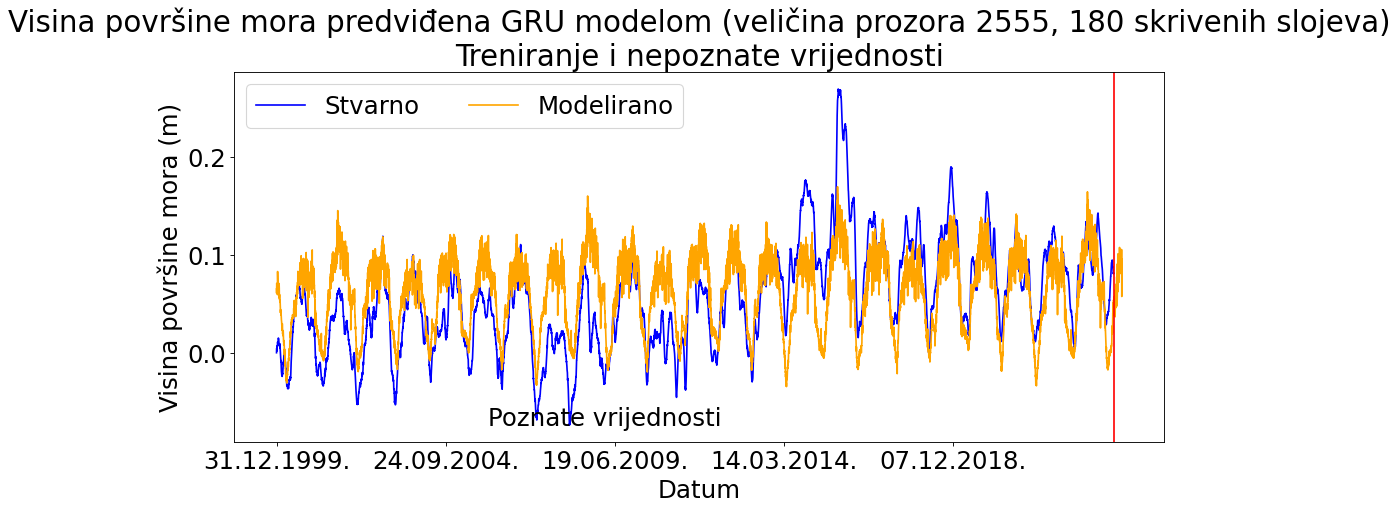 Visina površine mora predviđena GRU modelom (veličina prozora 2555, 180 skrivenih slojeva)
Treniranje i nepoznate vrijednosti
Stvarno Modelirano
Visina površine mora (m)
0.2
0.1
0.0
Poznate vrijednosti
31.12.1999. 24.09.2004. 19.06.2009. 14.03.2014. 07.12.2018.
Datum